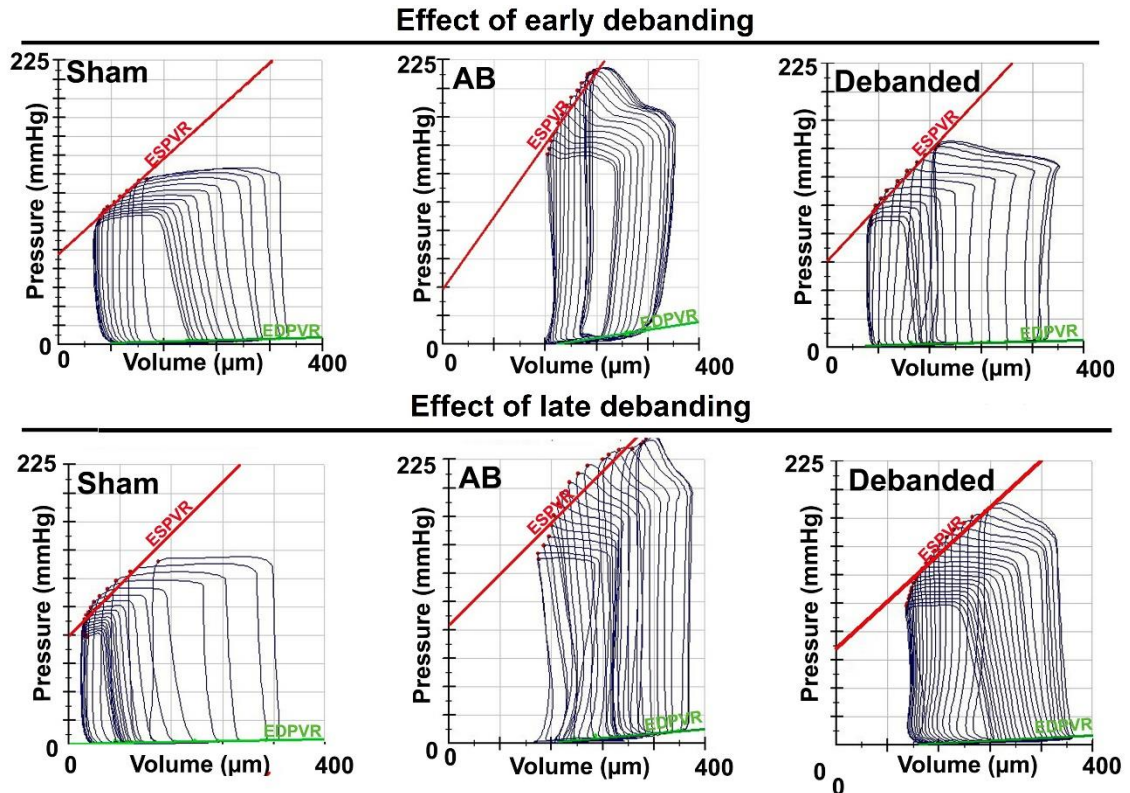 Effect of early debanding
225
Sham
ESPVR
Pressure (mmHg)
EDPVR
0
0
Volume (µm)
400
225
AB
ESPVR
Pressure (mmHg)
EDPVR
0
0
Volume (µm)
400
225
Debanded
ESPVR
Pressure (mmHg)
EDPVR
0
0
Volume (µm)
400
Effect of late debanding
225
Sham
ESPVR
Pressure (mmHg)
EDPVR
0
0
Volume (µm)
400
225
AB
ESPVR
Pressure (mmHg)
EDPVR
0
0
Volume (µm)
400
225
Debanded
ESPVR
Pressure (mmHg)
EDPVR
0
0
Volume (µm)
400